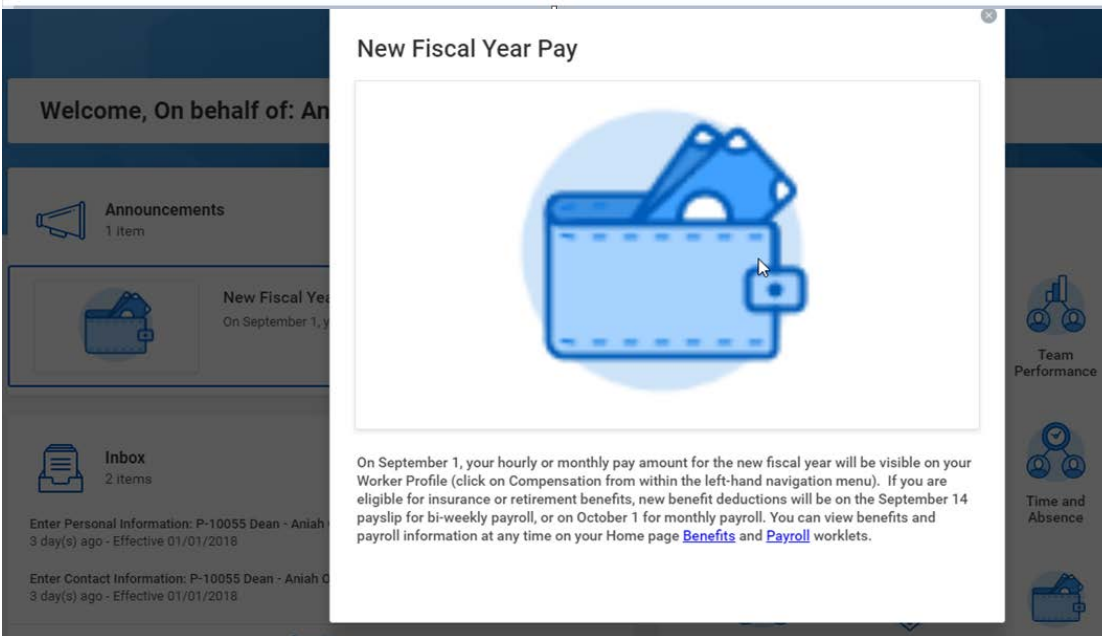 New Fiscal Year Pay
Welcome, On behalf of: An
Announcements
1 item
New Fiscal Yea
On September 1, y
Team
Performance
Inbox
2 items
On September 1, your hourly or monthly pay amount for the new fiscal year will be visible on your
Worker Profile (click on Compensation from within the left-hand navigation menu).  If you are
eligible for insurance or retirement benefits, new benefit deductions will be on the September 14
payslip for bi-weekly payroll, or on October 1 for monthly payroll. You can view benefits and
payroll information at any time on your Home page Benefits and Payroll worklets.
Time and
Absence
Enter Personal Information: P-10055 Dean - Aniah
3 day(s) ago - Effective 01/01/2018
Enter Contact Information: P-10055 Dean - Aniah O
3 day(s) ago - Effective 01/01/2018